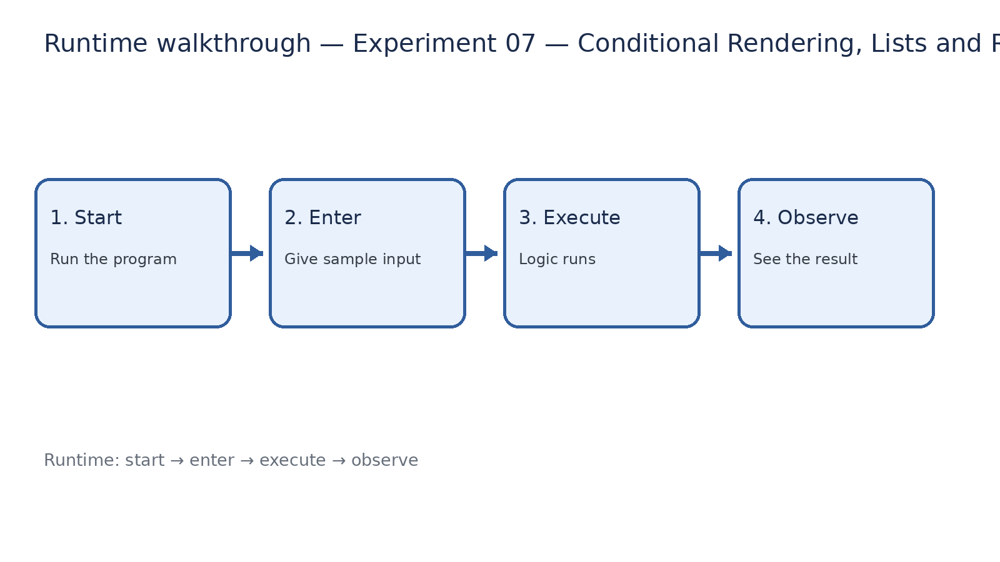 Runtime walkthrough — Experiment 07 — Conditional Rendering, Lists and
1. Start
Run the program
2. Enter
Give sample input
3. Execute
Logic runs
4. Observe
See the result
Runtime: start → enter → execute → observe